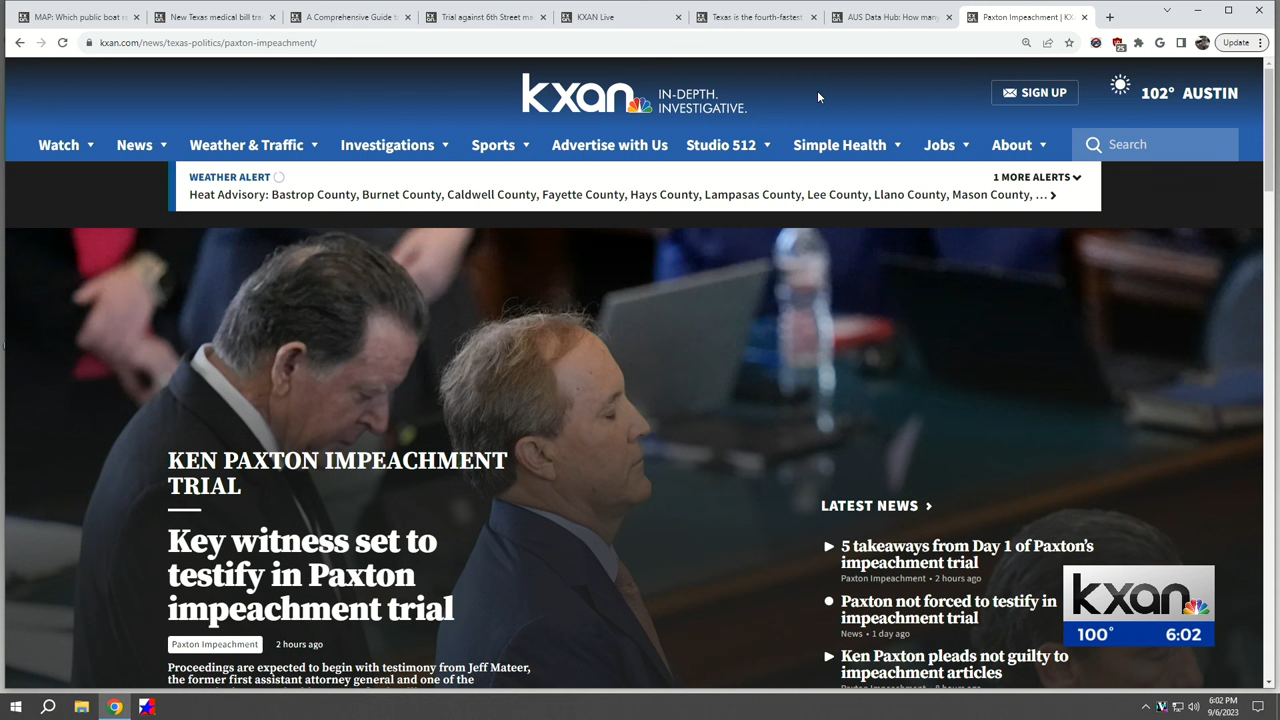 MAP: Which public boat r
New Texas medical bill tra
A Comprehensive Guide t
Trial against 6th Street m
KXAN Live
Texas is the fourth-fastest
AUS Data Hub: How many
Paxton Impeachment | KX
kxan.com/news/texas-politics/paxton-impeachment/
25
Update
kxan IN-DEPTH.
INVESTIGATIVE.
SIGN UP
102° AUSTIN
Watch
News
Weather & Traffic
Investigations
Sports
Advertise with Us
Studio 512
Simple Health
Jobs
About
Search
WEATHER ALERT
1 MORE ALERTS
Heat Advisory: Bastrop County, Burnet County, Caldwell County, Fayette County, Hays County, Lampasas County, Lee County, Llano County, Mason County, …
KEN PAXTON IMPEACHMENT
TRIAL
Key witness set to
testify in Paxton
impeachment trial
Paxton Impeachment 2 hours ago
Proceedings are expected to begin with testimony from Jeff Mateer,
the former first assistant attorney general and one of the
LATEST NEWS
5 takeaways from Day 1 of Paxton's
impeachment trial
Paxton Impeachment • 2 hours ago
Paxton not forced to testify in
impeachment trial
News • 1 day ago
Ken Paxton pleads not guilty to
impeachment articles
kxan
100° 6:02
6:02 PM
9/6/2023